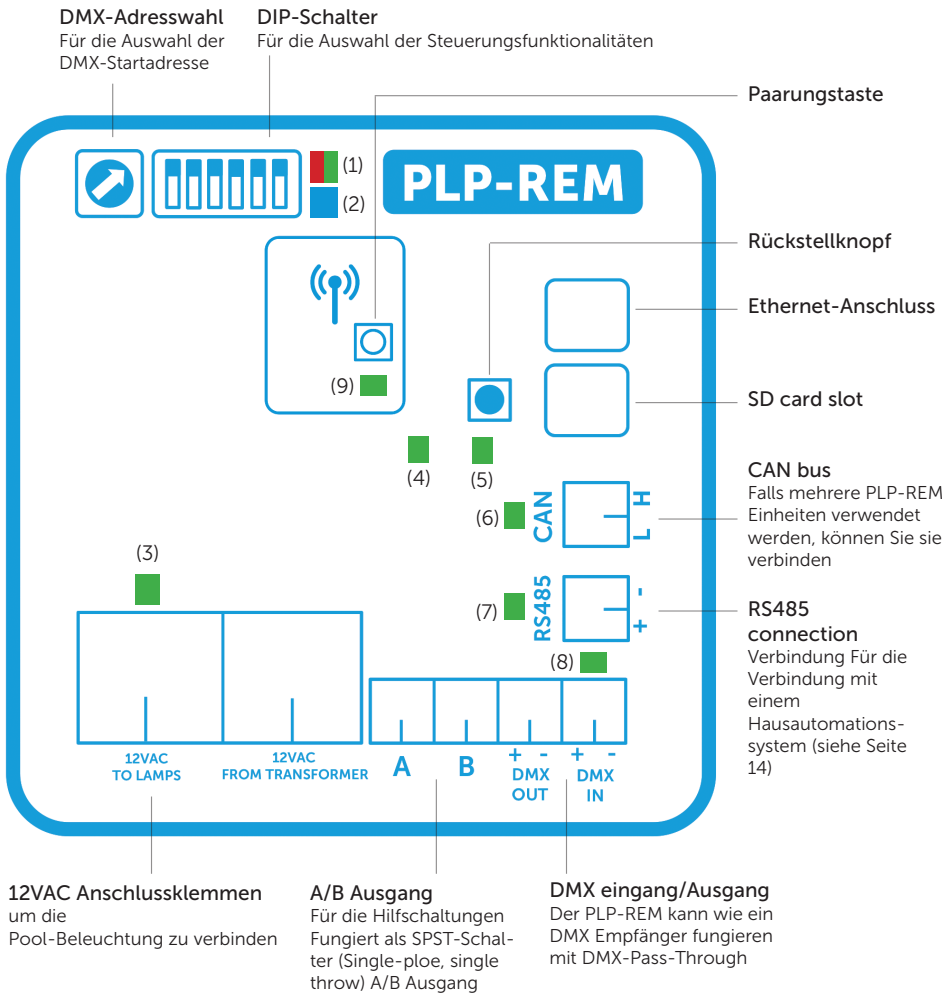 DMX-Adresswahl
Für die Auswahl der
DMX-Startadresse
DIP-Schalter
Für die Auswahl der Steuerungsfunktionalitäten
Paarungstaste
(1)
(2)
PLP-REM
Rückstellknopf
Ethernet-Anschluss
(9)
SD card slot
(4)
(5)
CAN bus
Falls mehrere PLP-REM
Einheiten verwendet
werden, können Sie sie
verbinden
(6)
CAN
H
L
(3)
(7)
RS485
-
+
RS485
connection
Verbindung Für die
Verbindung mit
einem
Hausautomations-
system (siehe Seite
14)
(8)
12VAC
TO LAMPS
12VAC
FROM TRANSFORMER
A
B
+ -
DMX
OUT
+ -
DMX
IN
12VAC Anschlussklemmen
um die
Pool-Beleuchtung zu verbinden
A/B Ausgang
Für die Hilfschaltungen
Fungiert als SPST-Schal-
ter (Single-ploe, single
throw) A/B Ausgang
DMX eingang/Ausgang
Der PLP-REM kann wie ein
DMX Empfänger fungieren
mit DMX-Pass-Through